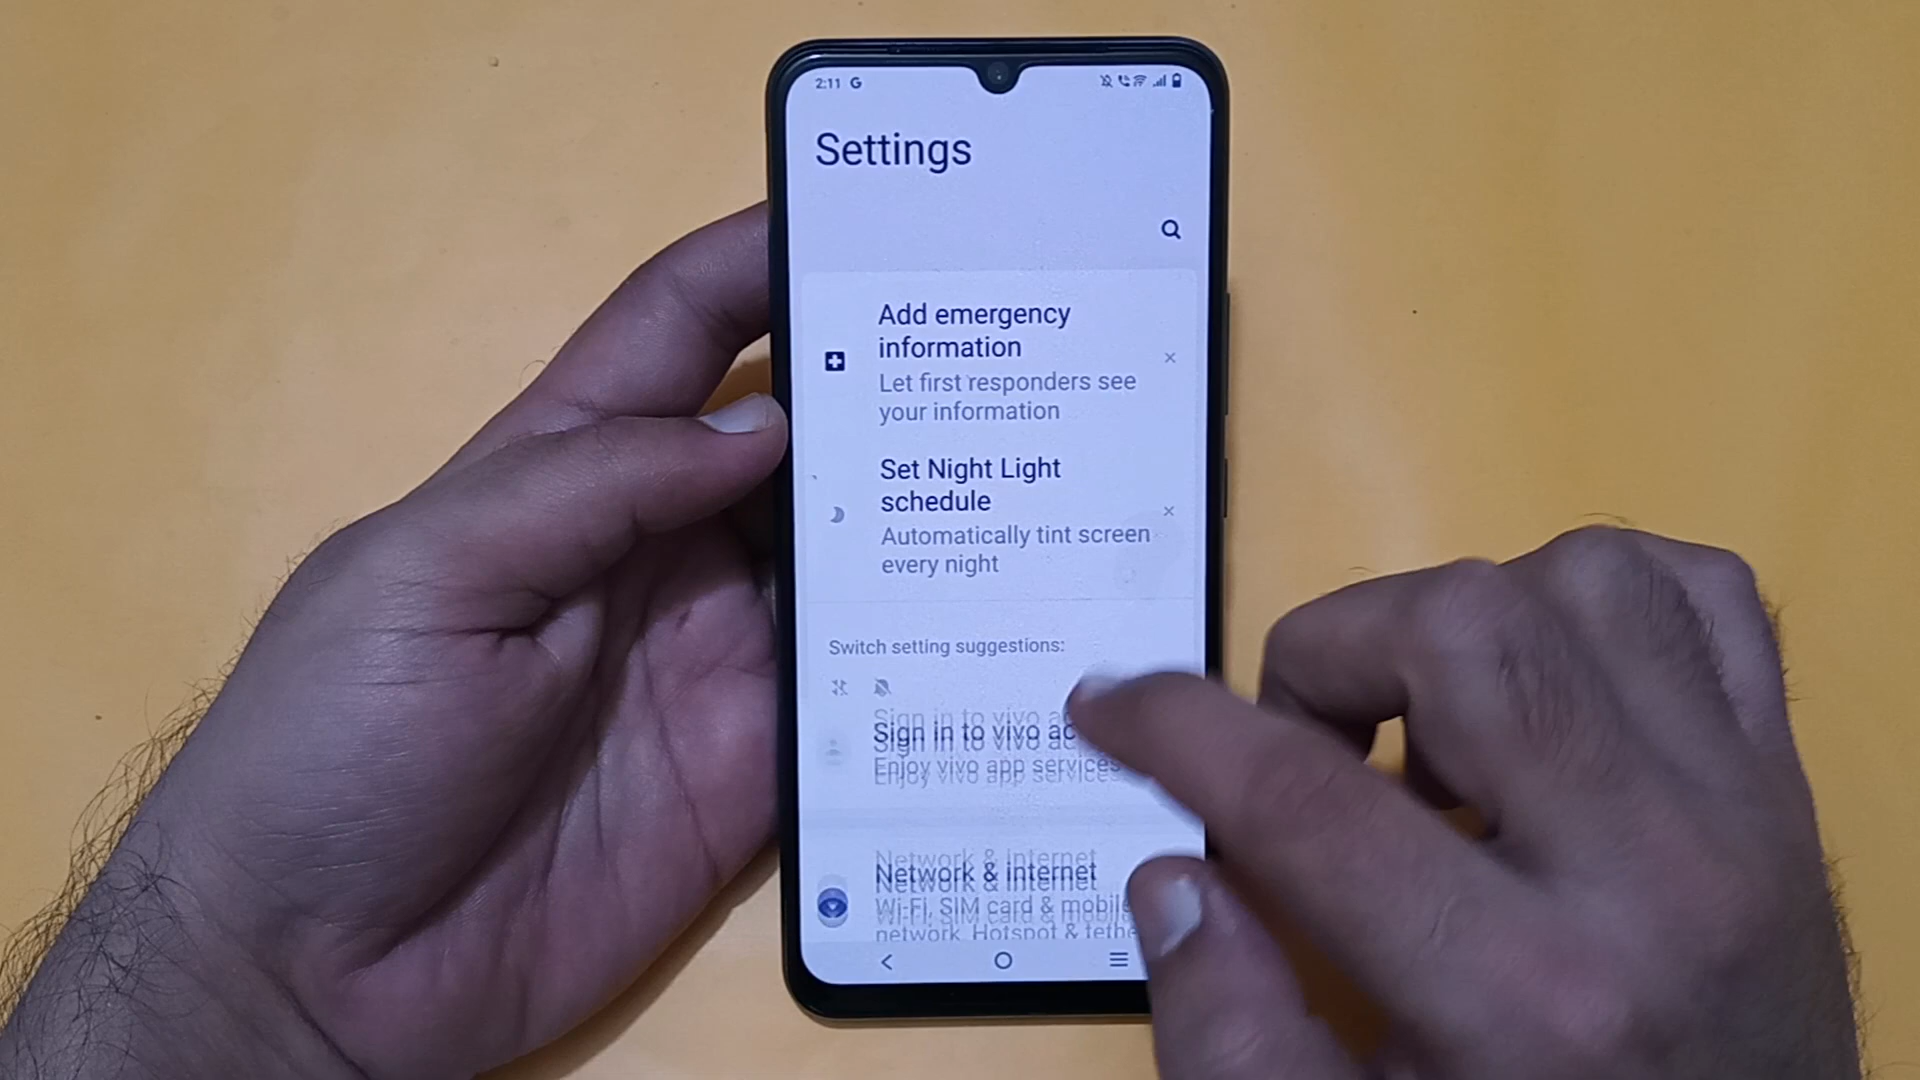 2:11 G
Settings
Add emergency
information
Let first responders see
your information
Set Night Light
schedule
Automatically tint screen
every night
Switch setting suggestions:
Sign in to vivo
Enjoy vivo app services
Network & internet
Wi-Fi, SIM card & mobile
network, Hotspot &